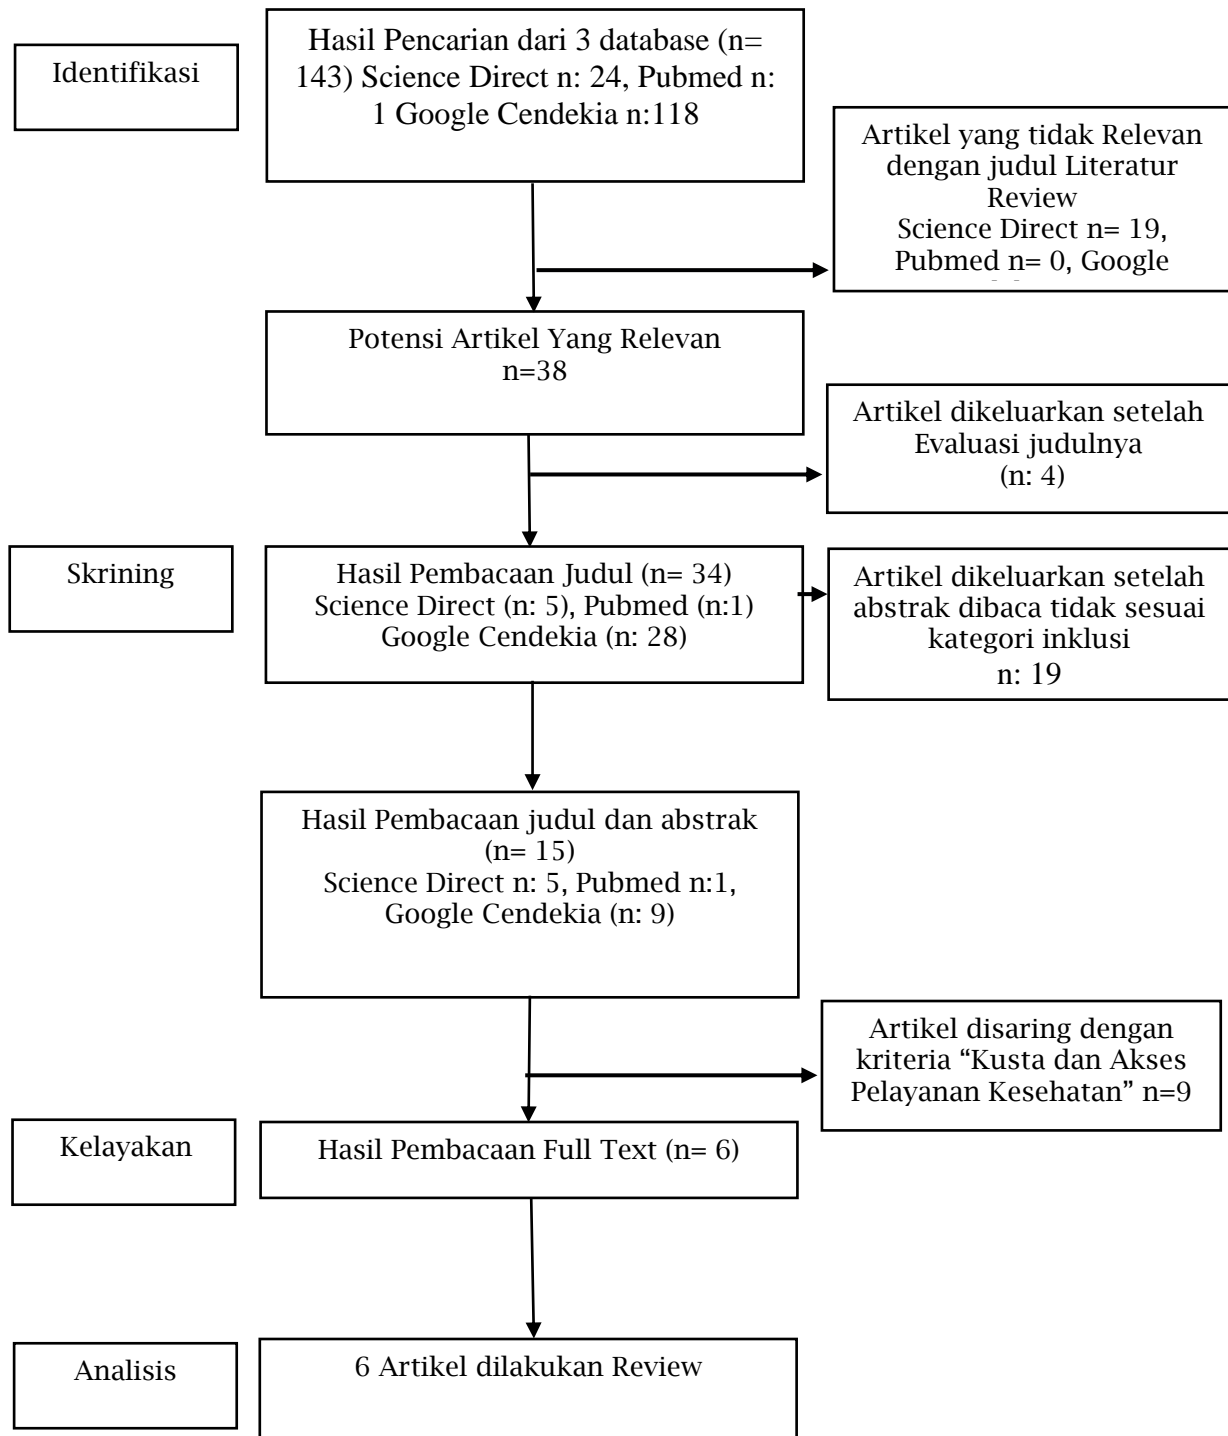 Identifikasi
Hasil Pencarian dari 3 database (n=
143) Science Direct n: 24, Pubmed n:
1 Google Cendekia n:118
Artikel yang tidak Relevan
dengan judul Literatur
Review
Science Direct n= 19,
Pubmed n= 0, Google
Potensi Artikel Yang Relevan
n=38
Artikel dikeluarkan setelah
Evaluasi judulnya
(n: 4)
Skrining
Hasil Pembacaan Judul (n= 34)
Science Direct (n: 5), Pubmed (n:1)
Google Cendekia (n: 28)
Artikel dikeluarkan setelah
abstrak dibaca tidak sesuai
kategori inklusi
n: 19
Hasil Pembacaan judul dan abstrak
(n= 15)
Science Direct n: 5, Pubmed n:1,
Google Cendekia (n: 9)
Artikel disaring dengan
kriteria “Kusta dan Akses
Pelayanan Kesehatan” n=9
Kelayakan
Hasil Pembacaan Full Text (n= 6)
Analisis
6 Artikel dilakukan Review